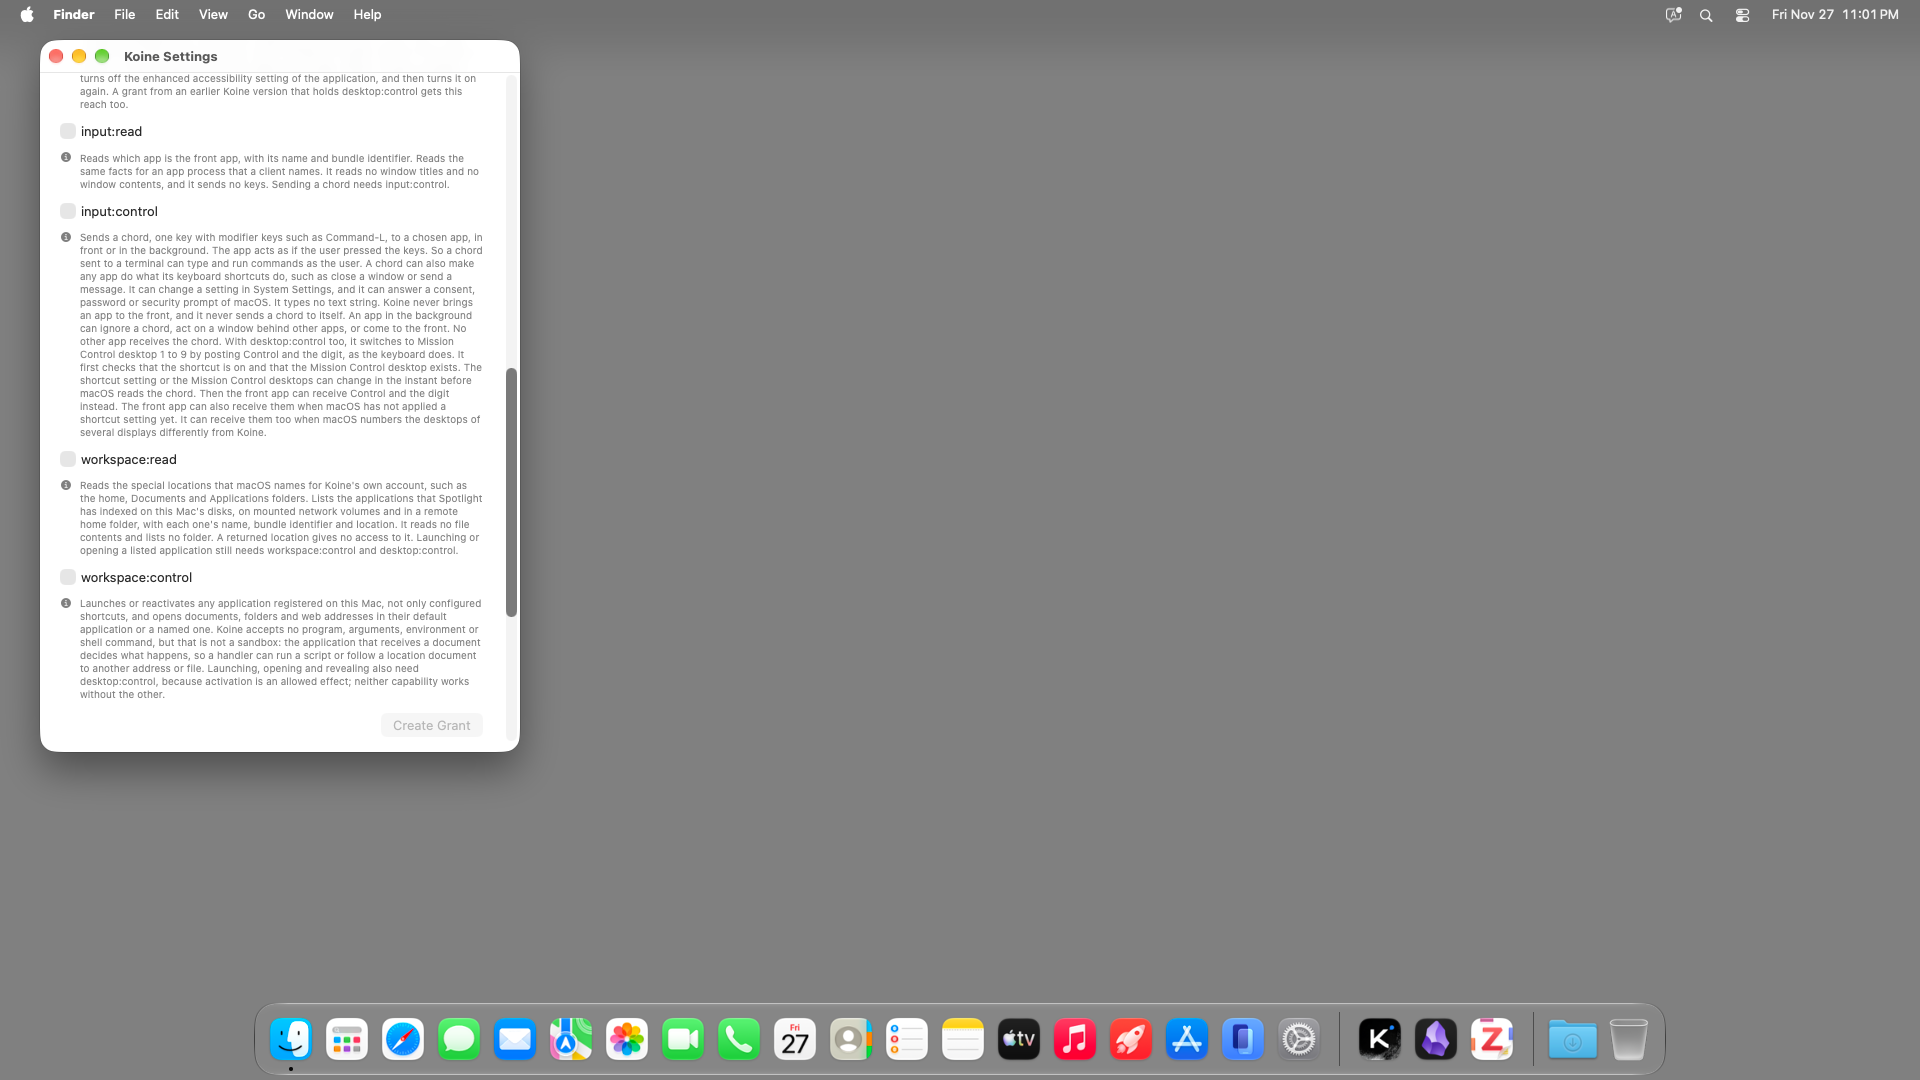 Finder File Edit View Go Window Help
Fri Nov 27 11:01 PM
Koine Settings
turns off the enhanced accessibility setting of the application, and then turns it on
again. A grant from an earlier Koine version that holds desktop:control gets this
reach too.
input:read
Reads which app is the front app, with its name and bundle identifier. Reads the
same facts for an app process that a client names. It reads no window titles and no
window contents, and it sends no keys. Sending a chord needs input:control.
input:control
Sends a chord, one key with modifier keys such as Command-L, to a chosen app, in
front or in the background. The app acts as if the user pressed the keys. So a chord
sent to a terminal can type and run commands as the user. A chord can also make
any app do what its keyboard shortcuts do, such as close a window or send a
message. It can change a setting in System Settings, and it can answer a consent,
password or security prompt of macOS. It types no text string. Koine never brings
an app to the front, and it never sends a chord to itself. An app in the background
can ignore a chord, act on a window behind other apps, or come to the front. No
other app receives the chord. With desktop:control too, it switches to Mission
Control desktop 1 to 9 by posting Control and the digit, as the keyboard does. It
first checks that the shortcut is on and that the Mission Control desktop exists. The
shortcut setting or the Mission Control desktops can change in the instant before
macOS reads the chord. Then the front app can receive Control and the digit
instead. The front app can also receive them when macOS has not applied a
shortcut setting yet. It can receive them too when macOS numbers the desktops of
several displays differently from Koine.
workspace:read
Reads the special locations that macOS names for Koine's own account, such as
the home, Documents and Applications folders. Lists the applications that Spotlight
has indexed on this Mac's disks, on mounted network volumes and in a remote
home folder, with each one's name, bundle identifier and location. It reads no file
contents and lists no folder. A returned location gives no access to it. Launching or
opening a listed application still needs workspace:control and desktop:control.
workspace:control
Launches or reactivates any application registered on this Mac, not only configured
shortcuts, and opens documents, folders and web addresses in their default
application or a named one. Koine accepts no program, arguments, environment or
shell command, but that is not a sandbox: the application that receives a document
decides what happens, so a handler can run a script or follow a location document
to another address or file. Launching, opening and revealing also need
desktop:control, because activation is an allowed effect; neither capability works
without the other.
Create Grant
Fri
27
tv
K
Z